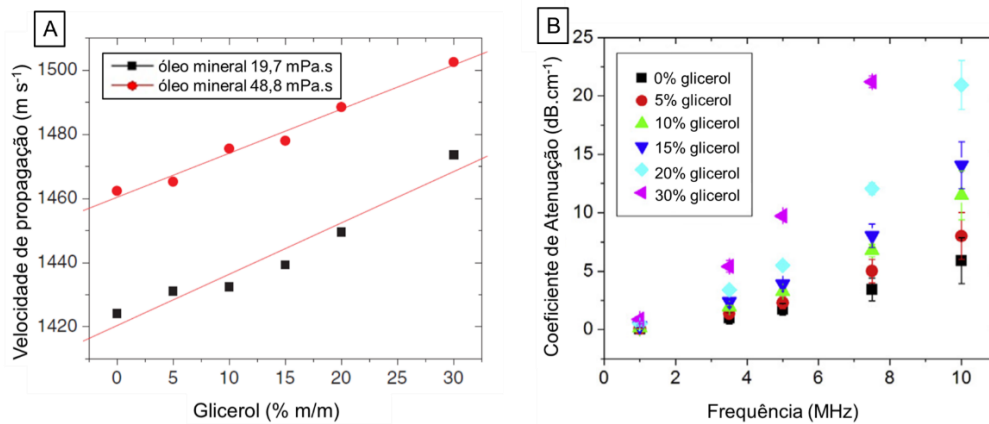 A
Velocidade de propagação (m s⁻¹)
1500
1480
1460
1440
1420
óleo mineral 19,7 mPa.s
óleo mineral 48,8 mPa.s
0 5 10 15 20 25 30
Glicerol (% m/m)
B
Coeficiente de Atenuação (dB.cm⁻¹)
25
20
15
10
5
0
0% glicerol
5% glicerol
10% glicerol
15% glicerol
20% glicerol
30% glicerol
0 2 4 6 8 10
Frequência (MHz)